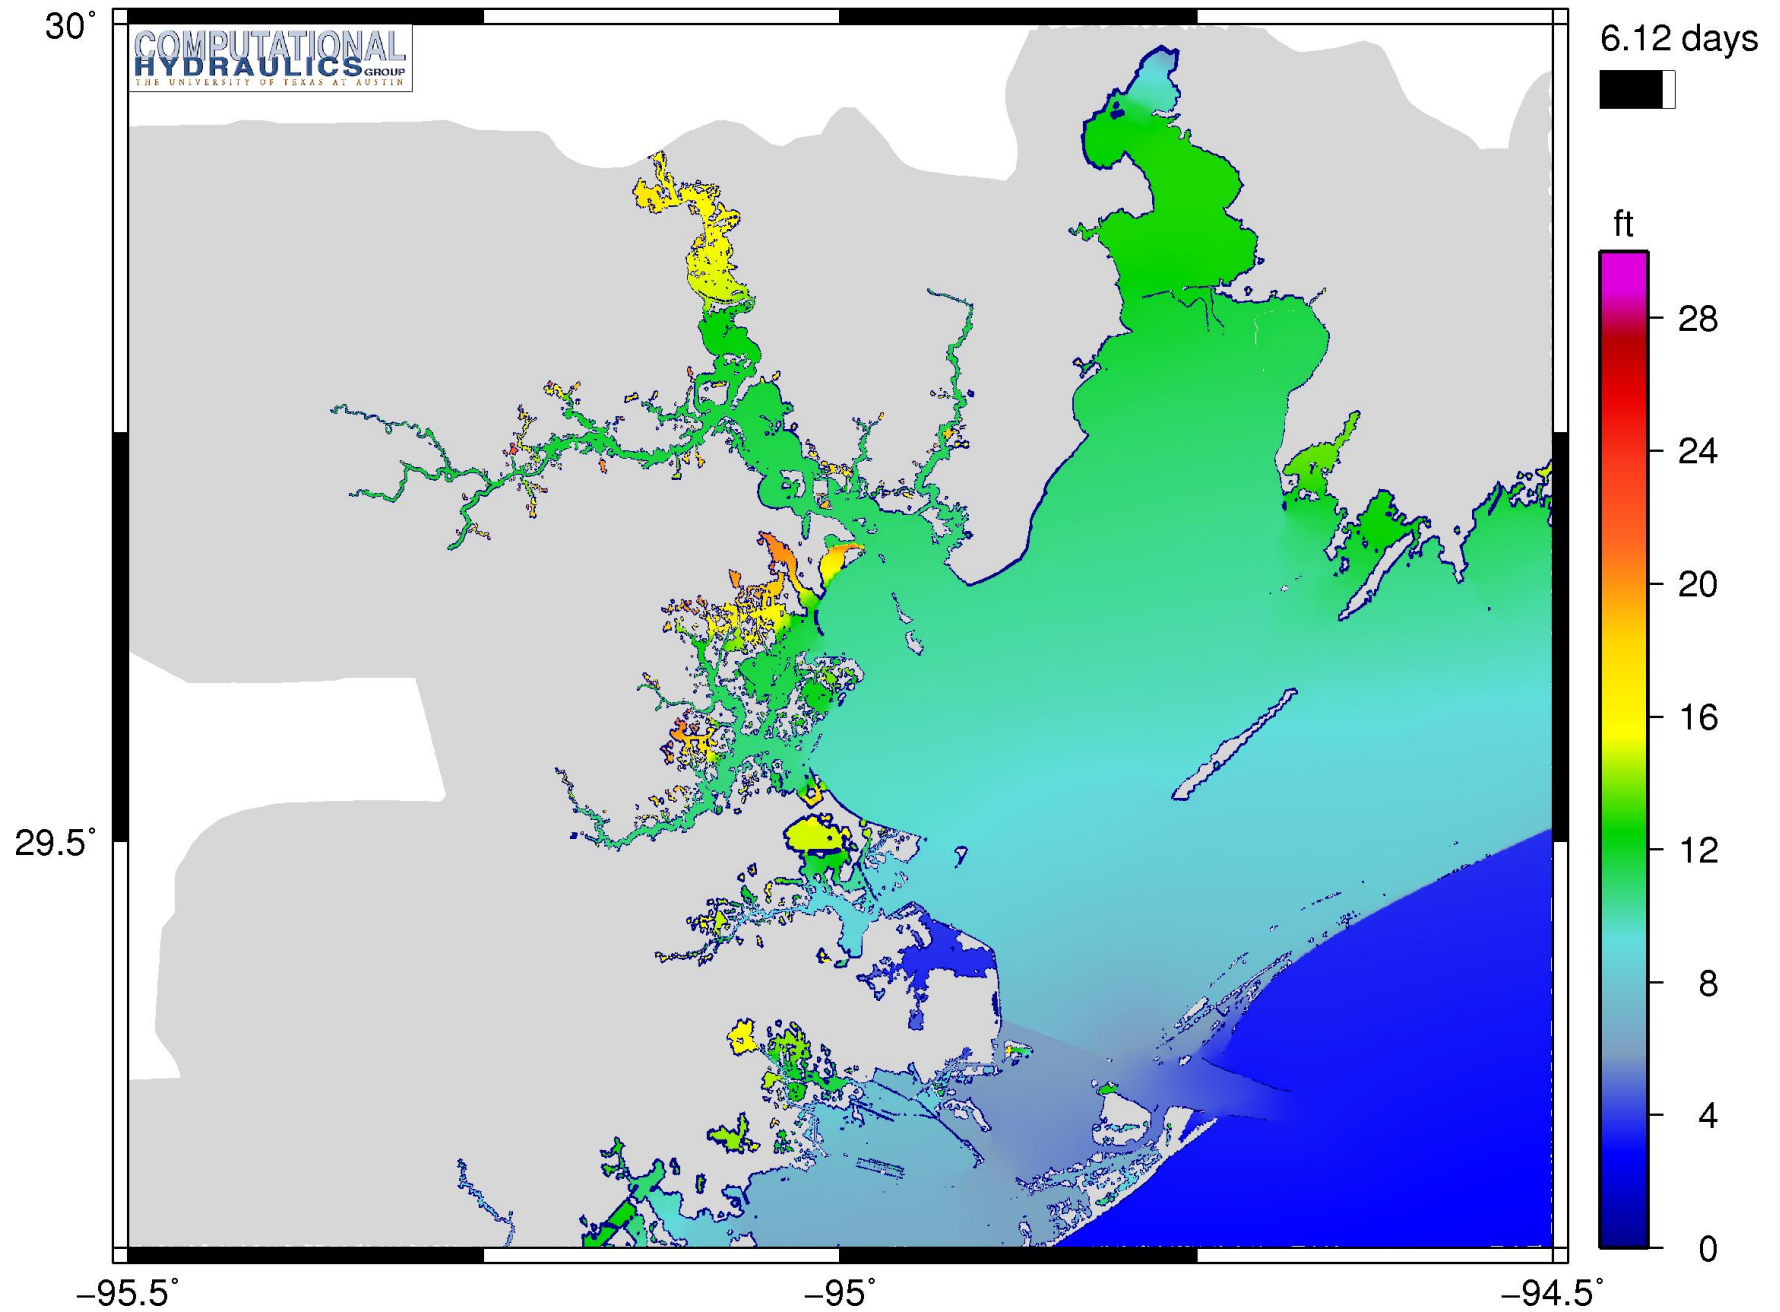 30°
COMPUTATIONAL
HYDRAULICS GROUP
THE UNIVERSITY OF TEXAS AT AUSTIN
6.12 days
ft
28
24
20
16
12
8
4
0
29.5°
−95.5°
−95°
−94.5°